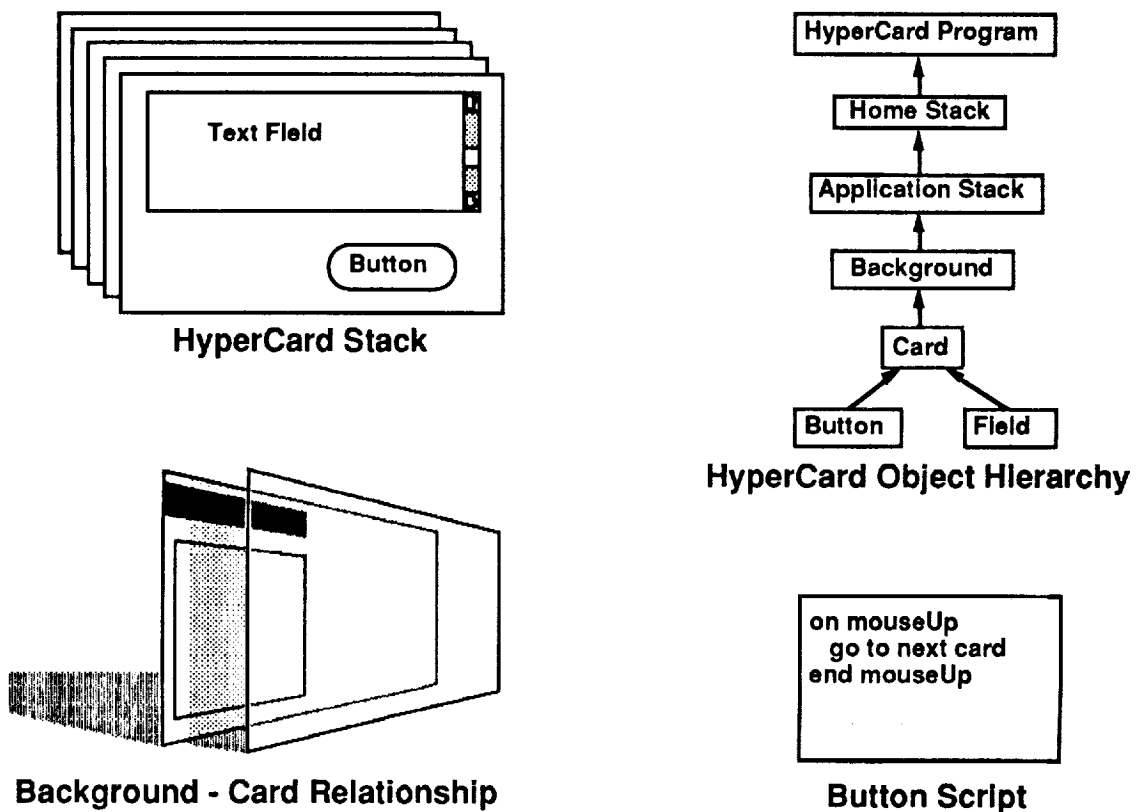 Text Field
Button
HyperCard Stack
HyperCard Program
Home Stack
Application Stack
Background
Card
Button
Field
HyperCard Object Hierarchy
Background - Card Relationship
on mouseUp
go to next card
end mouseUp
Button Script